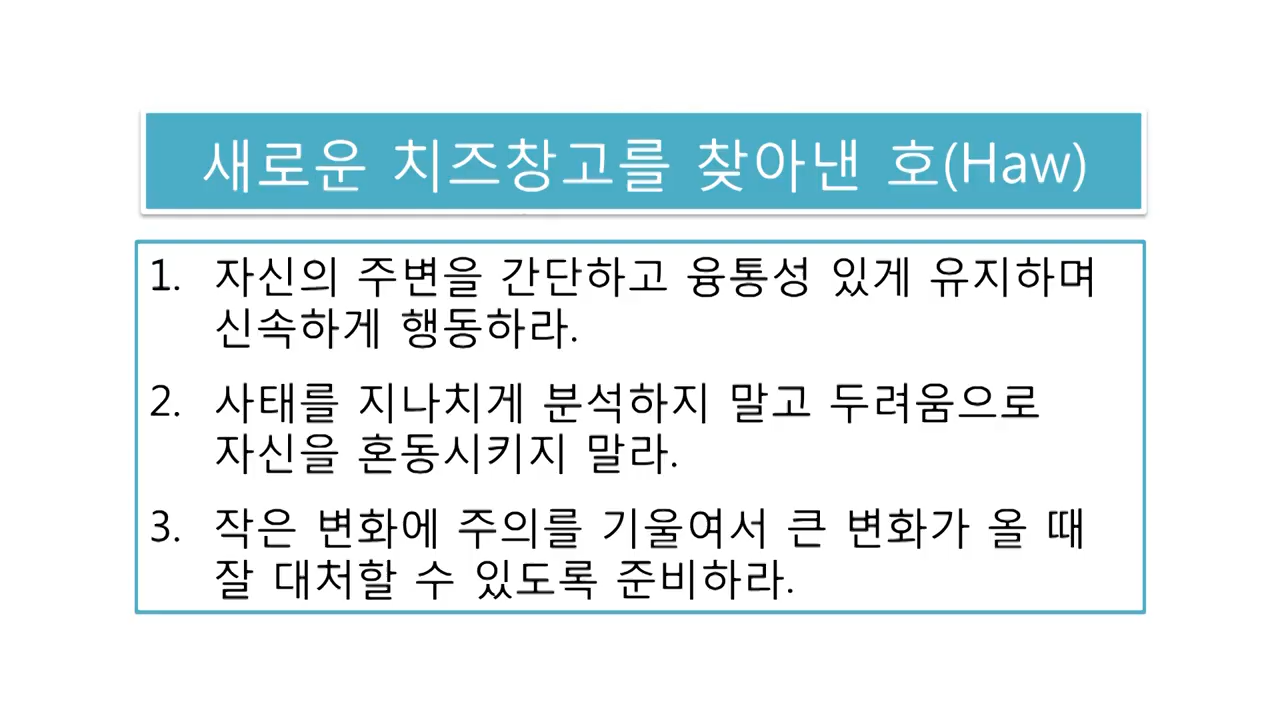 새로운 치즈창고를 찾아낸 호(Haw)
1. 자신의 주변을 간단하고 융통성 있게 유지하며
신속하게 행동하라.
2. 사태를 지나치게 분석하지 말고 두려움으로
자신을 혼동시키지 말라.
3. 작은 변화에 주의를 기울여서 큰 변화가 올 때
잘 대처할 수 있도록 준비하라.